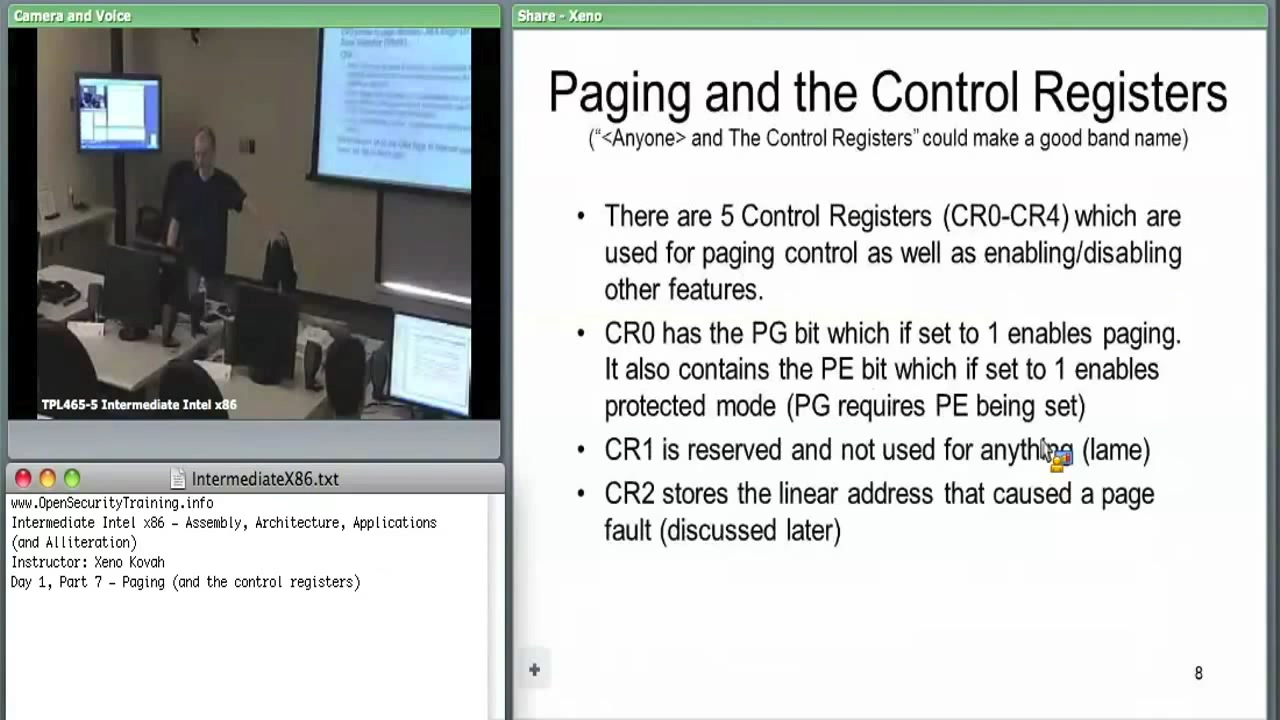 Camera and Voice
TPL465-5 Intermediate Intel x86
IntermediateX86.txt
www.OpenSecurityTraining.info
Intermediate Intel x86 – Assembly, Architecture, Applications
(and Alliteration)
Instructor: Xeno Kovah
Day 1, Part 7 – Paging (and the control registers)
Share - Xeno
Paging and the Control Registers
(“<Anyone> and The Control Registers” could make a good band name)
• There are 5 Control Registers (CR0-CR4) which are
used for paging control as well as enabling/disabling
other features.
• CR0 has the PG bit which if set to 1 enables paging.
It also contains the PE bit which if set to 1 enables
protected mode (PG requires PE being set)
• CR1 is reserved and not used for anything (lame)
• CR2 stores the linear address that caused a page
fault (discussed later)
8